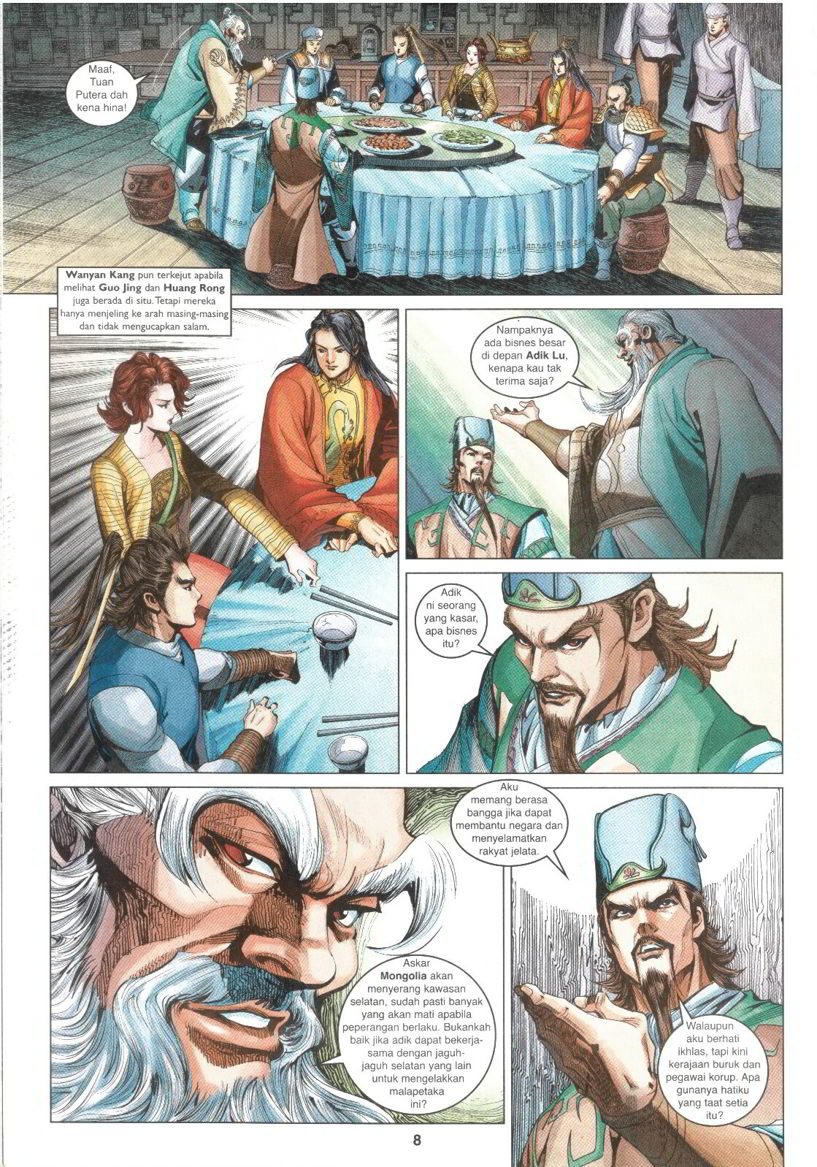 Maaf,
Tuan
Putera dah
kena hina!
Wanyan Kang pun terkejut apabila
melihat Guo Jing dan Huang Rong
juga berada di situ. Tetapi mereka
hanya menjeling ke arah masing-masing
dan tidak mengucapkan salam.
Nampaknya
ada bisnes besar
di depan Adik Lu,
kenapa kau tak
terima saja?
Adik
ni seorang
yang kasar,
apa bisnes
itu?
Aku
memang berasa
bangga jika dapat
membantu negara dan
menyelamatkan
rakyat jelata.
Askar
Mongolia akan
menyerang kawasan
selatan, sudah pasti banyak
yang akan mati apabila
peperangan berlaku. Bukankah
baik jika adik dapat bekerja-
sama dengan jaguh-
jaguh selatan yang lain
untuk mengelakkan
malapetaka
ini?
Walaupun
aku berhati
ikhlas, tapi kini
kerajaan buruk dan
pegawai korup. Apa
gunanya hatiku
yang taat setia
itu?
8